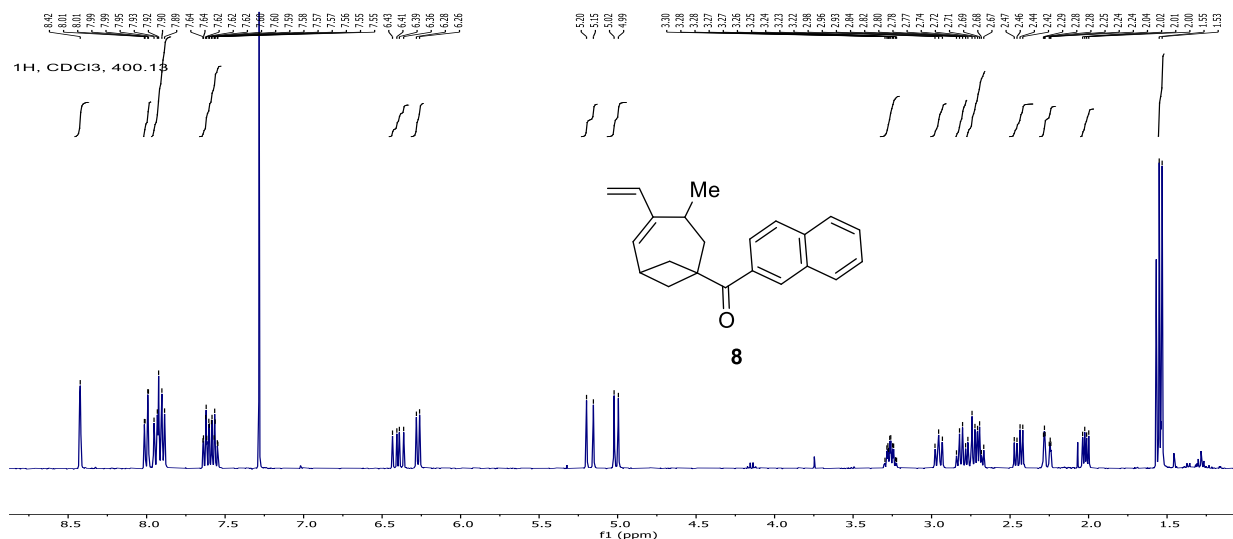 8.42 8.01 8.01 7.99 7.99 7.95 7.93 7.92 7.90 7.89 7.64 7.64 7.62 7.62 7.62 7.60 7.60 7.59 7.58 7.57 7.57 7.56 7.55 7.55 6.43 6.41 6.39 6.36 6.28 6.26 5.20 5.15 5.02 4.99 3.30 3.28 3.28 3.27 3.27 3.26 3.25 3.24 3.23 3.22 2.98 2.96 2.93 2.84 2.82 2.80 2.78 2.77 2.74 2.72 2.71 2.69 2.68 2.67 2.47 2.46 2.44 2.42 2.29 2.28 2.28 2.25 2.24 2.24 2.04 2.02 2.01 2.00 1.55 1.53
1H, CDCl3, 400.13
Me
O
8
8.5 8.0 7.5 7.0 6.5 6.0 5.5 5.0 4.5 4.0 3.5 3.0 2.5 2.0 1.5
f1 (ppm)